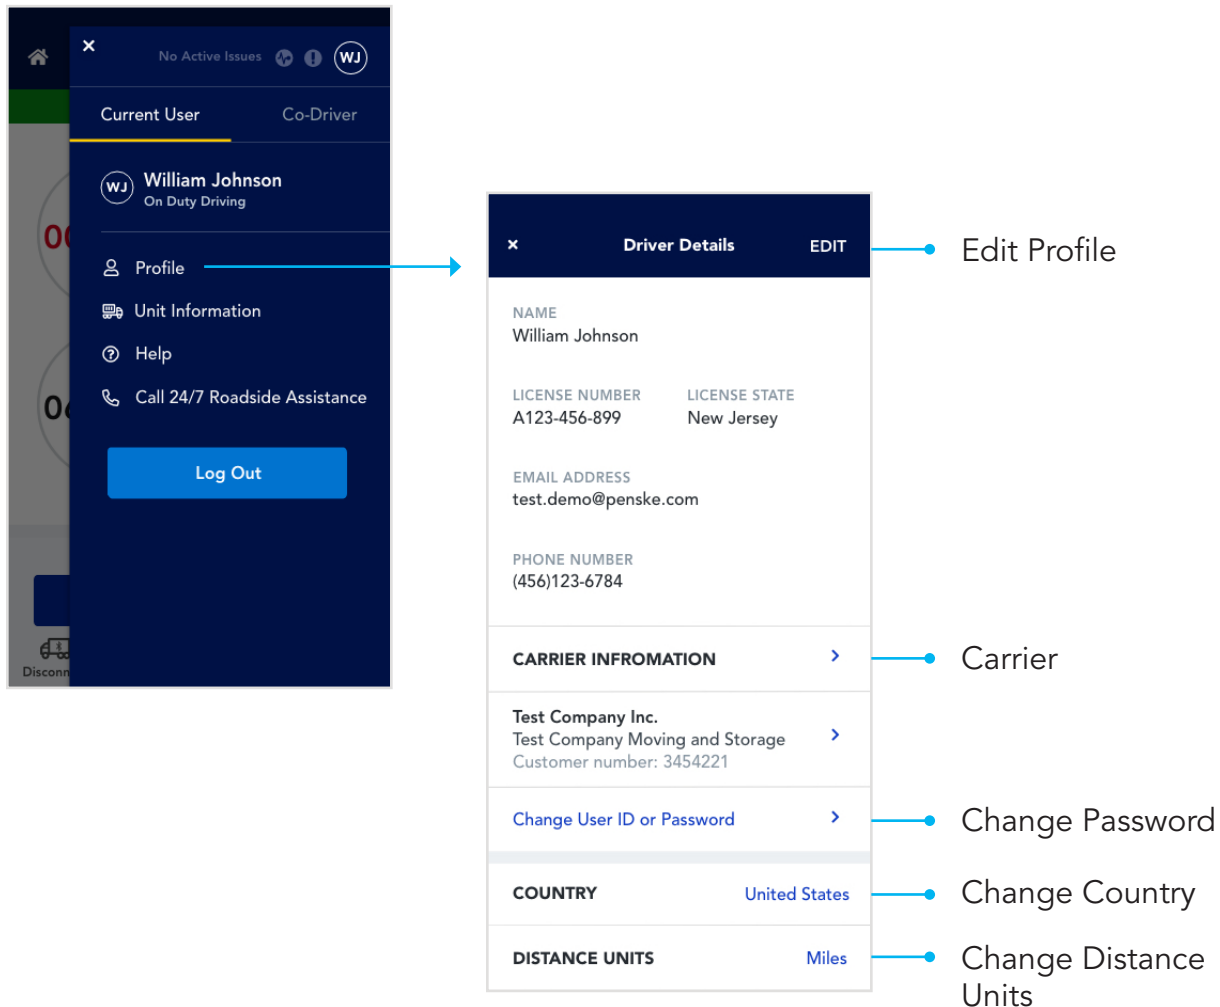 No Active Issues
WJ
Current User
Co-Driver
WJ
William Johnson
On Duty Driving
Profile
Unit Information
Help
Call 24/7 Roadside Assistance
Log Out
Driver Details
EDIT
Edit Profile
NAME
William Johnson
LICENSE NUMBER
LICENSE STATE
A123-456-899
New Jersey
EMAIL ADDRESS
test.demo@penske.com
PHONE NUMBER
(456)123-6784
CARRIER INFROMATION
Carrier
Test Company Inc.
Test Company Moving and Storage
Customer number: 3454221
Change User ID or Password
Change Password
COUNTRY
United States
Change Country
DISTANCE UNITS
Miles
Change Distance
Units